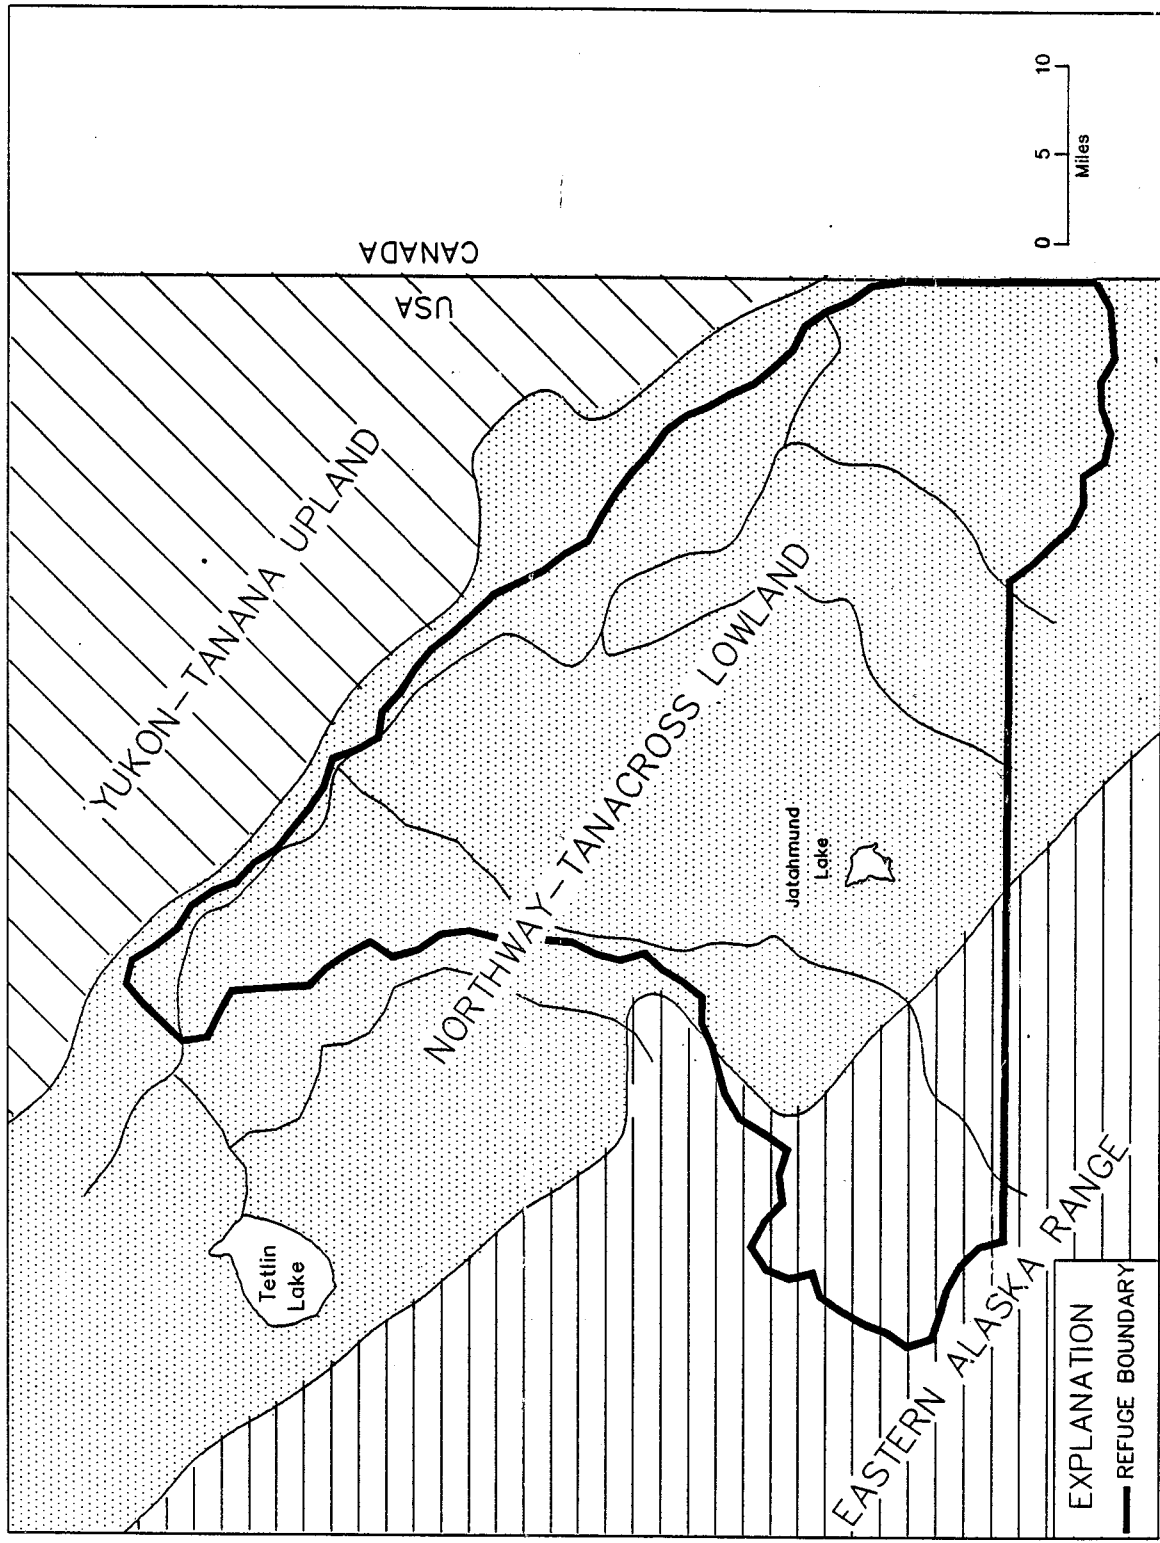 YUKON-TANANA UPLAND
USA
CANADA
NORTHWAY-TANACROSS LOWLAND
Tetlin
Lake
Jatahmund
Lake
EASTERN ALASKA RANGE
0 5 10
Miles
EXPLANATION
REFUGE BOUNDARY